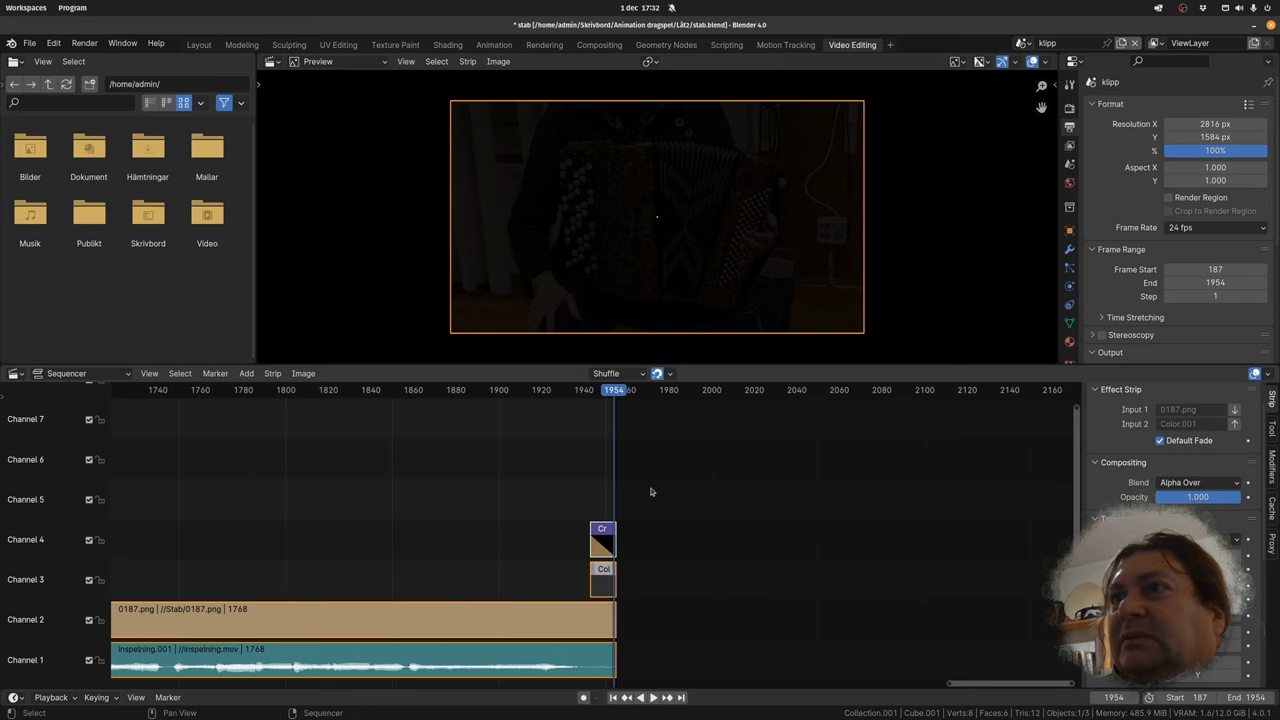 Workspaces Program 1 dec 17:32
* stab [/home/admin/Skrivbord/Animation dragspel/Låt2/stab.blend] - Blender 4.0
File Edit Render Window Help Layout Modeling Sculpting UV Editing Texture Paint Shading Animation Rendering Compositing Geometry Nodes Scripting Motion Tracking Video Editing + klipp ViewLayer
View Select Preview View Select Strip Image
/home/admin/ klipp
Format
Resolution X 2816 px
Y 1584 px
% 100%
Bilder Dokument Hämtningar Mallar
Aspect X 1.000
Y 1.000
Render Region
Crop to Render Region
Frame Rate 24 fps
Musik Publikt Skrivbord Video
Frame Range
Frame Start 187
End 1954
Step 1
Time Stretching
Stereoscopy
Output
Sequencer View Select Marker Add Strip Image Shuffle
1740 1760 1780 1800 1820 1840 1860 1880 1900 1920 1940 1954 60 1980 2000 2020 2040 2060 2080 2100 2120 2140 2160
Effect Strip
Input 1 0187.png
Input 2 Color.001
Default Fade
Compositing
Blend Alpha Over
Opacity 1.000
Strip
Tool
Modifiers
Cache
Proxy
Channel 7
Channel 6
Channel 5
Channel 4 Cr
Channel 3 Col
Channel 2 0187.png | //Stab/0187.png | 1768
Channel 1 inspelning.001 | //inspelning.mov | 1768
Y
Playback Keying View Marker 1954 Start 187 End 1954
Select Pan View Sequencer Collection.001 | Cube.001 | Verts:8 | Faces:6 | Tris:12 | Objects:1/3 | Memory: 485.9 MiB | VRAM: 1.6/12.0 GiB | 4.0.1